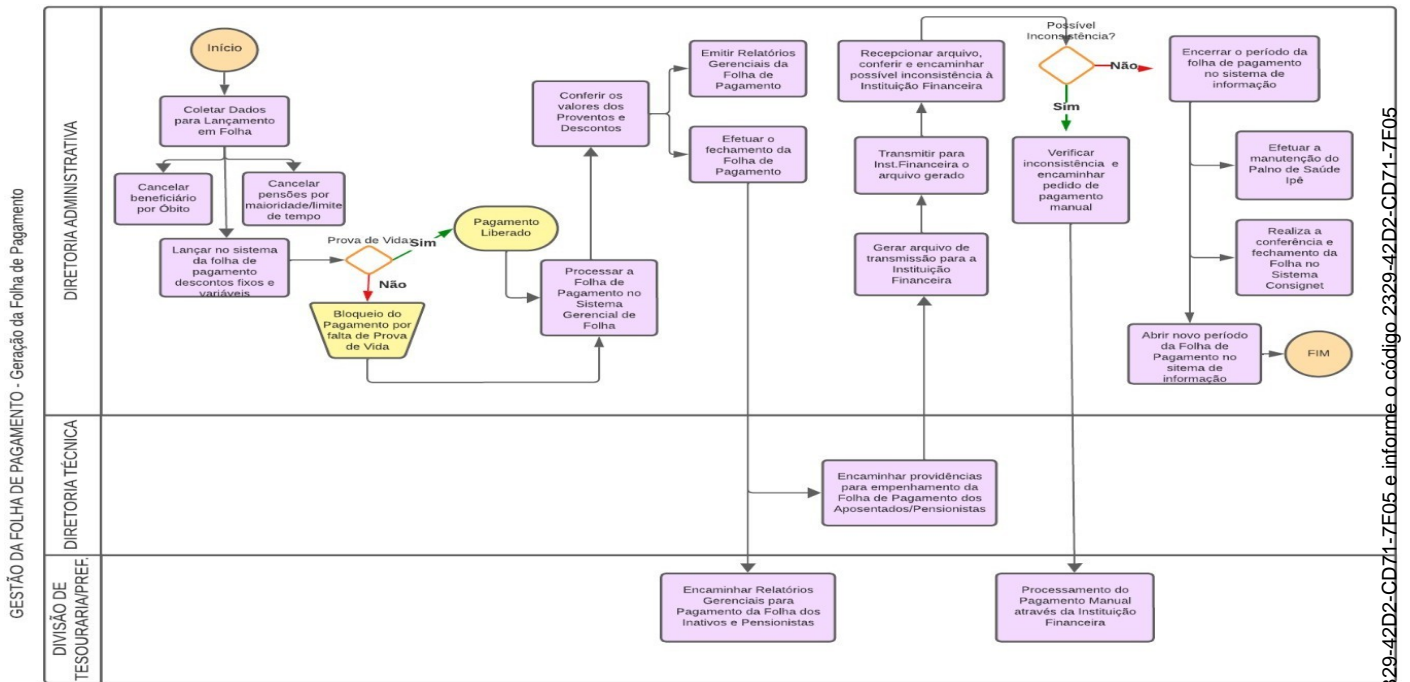 GESTÃO DA FOLHA DE PAGAMENTO - Geração da Folha de Pagamento
DIRETORIA ADMINISTRATIVA
Início
Coletar Dados
para Lançamento
em Folha
Cancelar
beneficiário
por Óbito
Cancelar
pensões por
maioridade/limite
de tempo
Lançar no sistema
da folha de
pagamento
descontos fixos e
variáveis
Prova de Vida
Sim
Não
Pagamento
Liberado
Bloqueio do
Pagamento por
falta de Prova
de Vida
Processar a
Folha de
Pagamento no
Sistema
Gerencial de
Folha
Conferir os
valores dos
Proventos e
Descontos
Emitir Relatórios
Gerenciais da
Folha de
Pagamento
Efetuar o
fechamento da
Folha de
Pagamento
Recepcionar arquivo,
conferir e encaminhar
possível inconsistência à
Instituição Financeira
Transmitir para
Inst.Financeira o
arquivo gerado
Gerar arquivo de
transmissão para a
Instituição
Financeira
Possível
Inconsistência?
Não
Sim
Verificar
inconsistência e
encaminhar
pedido de
pagamento
manual
Encerrar o período da
folha de pagamento
no sistema de
informação
Efetuar a
manutenção do
Palno de Saúde
Ipê
Realiza a
conferência e
fechamento da
Folha no
Sistema
Consignet
Abrir novo período
da Folha de
Pagamento no
sitema de
informação
FIM
DIRETORIA TÉCNICA
Encaminhar providências
para empenhamento da
Folha de Pagamento dos
Aposentados/Pensionistas
DIVISÃO DE
TESOURARIA/PREF.
Encaminhar Relatórios
Gerenciais para
Pagamento da Folha dos
Inativos e Pensionistas
Processamento do
Pagamento Manual
através da Instituição
Financeira
329-42D2-CD71-7F05 e informe o código 2329-42D2-CD71-7F05